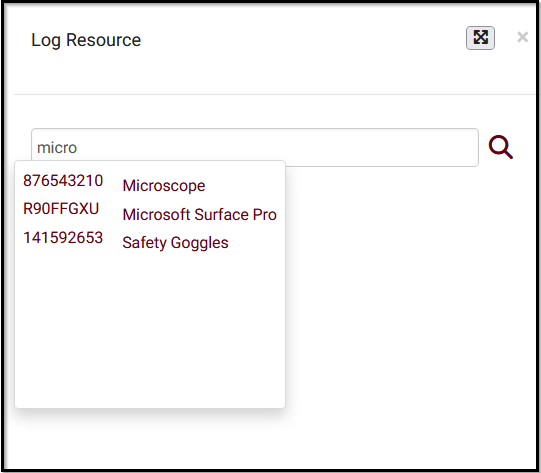 Log Resource
×
micro
876543210 Microscope
R90FFGXU Microsoft Surface Pro
141592653 Safety Goggles